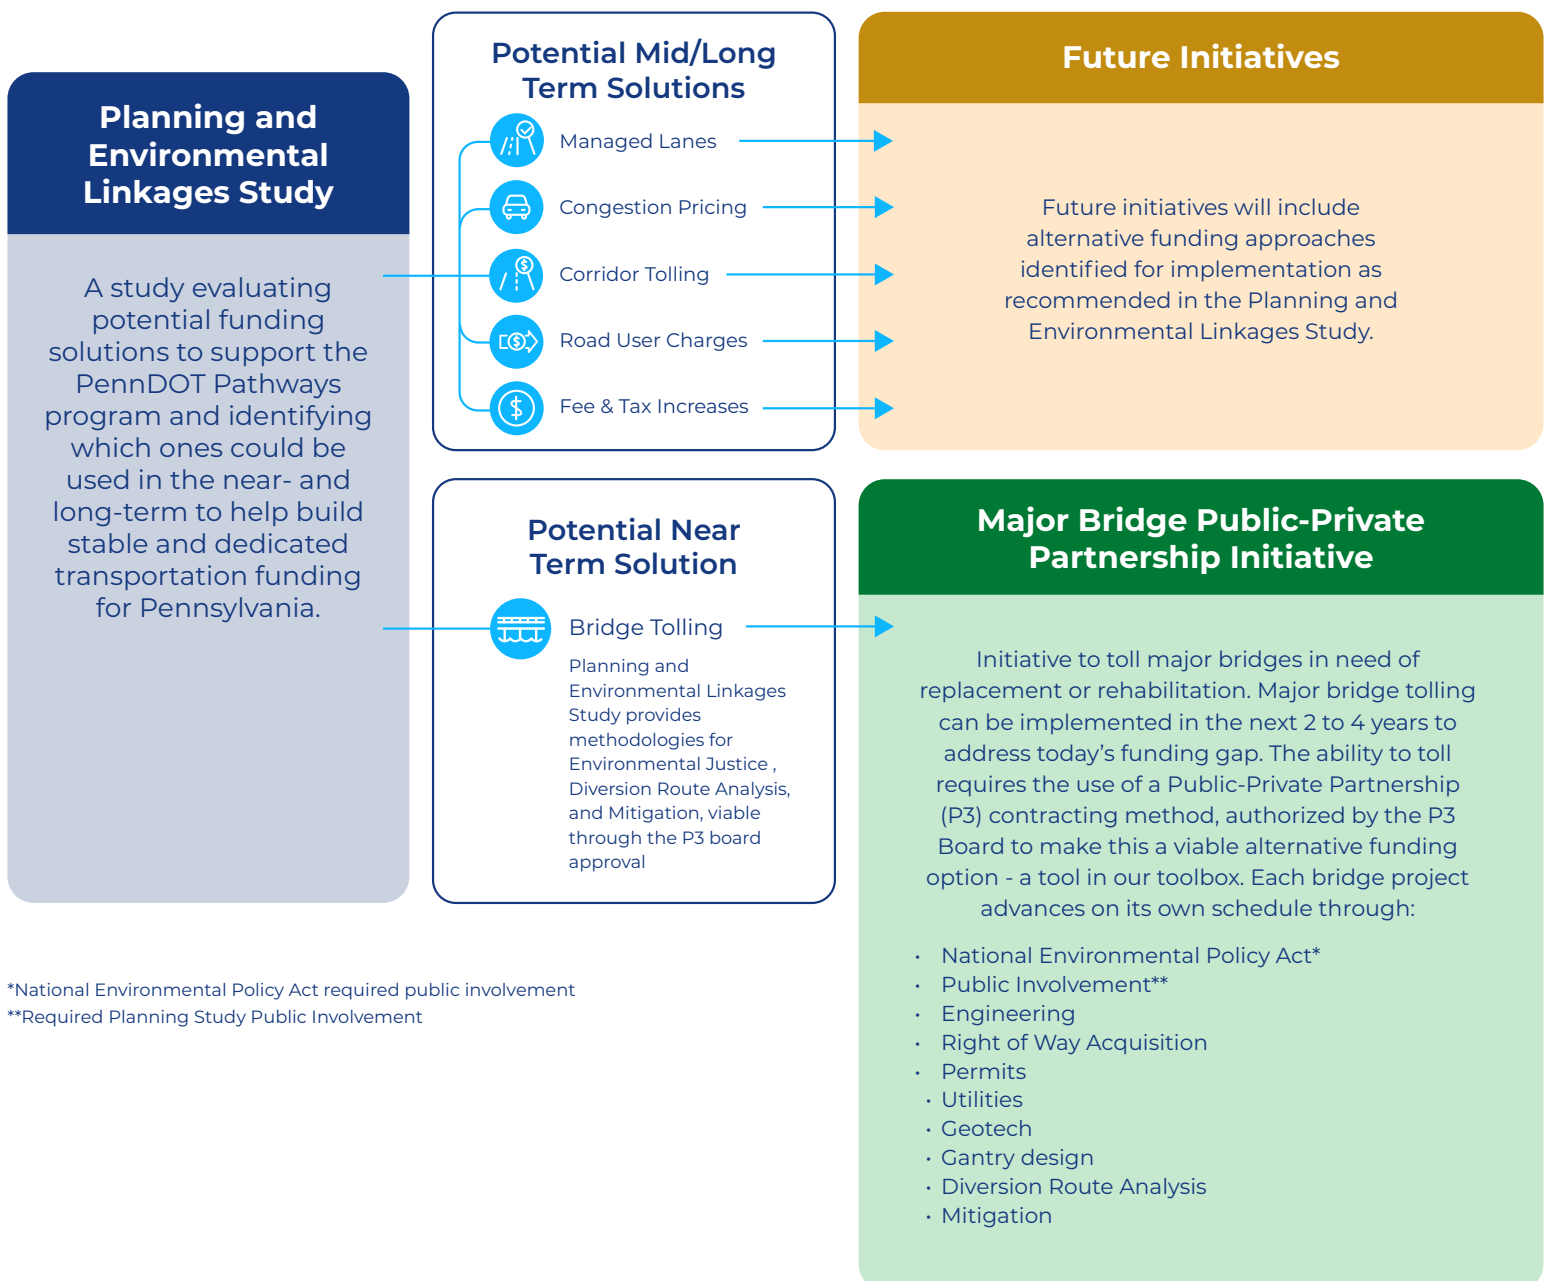 Planning and
Environmental
Linkages Study
A study evaluating
potential funding
solutions to support the
PennDOT Pathways
program and identifying
which ones could be
used in the near- and
long-term to help build
stable and dedicated
transportation funding
for Pennsylvania.
Potential Mid/Long
Term Solutions
Managed Lanes
Congestion Pricing
Corridor Tolling
Road User Charges
Fee & Tax Increases
Future Initiatives
Future initiatives will include
alternative funding approaches
identified for implementation as
recommended in the Planning and
Environmental Linkages Study.
Potential Near
Term Solution
Bridge Tolling
Planning and
Environmental Linkages
Study provides
methodologies for
Environmental Justice ,
Diversion Route Analysis,
and Mitigation, viable
through the P3 board
approval
Major Bridge Public-Private
Partnership Initiative
Initiative to toll major bridges in need of
replacement or rehabilitation. Major bridge tolling
can be implemented in the next 2 to 4 years to
address today’s funding gap. The ability to toll
requires the use of a Public-Private Partnership
(P3) contracting method, authorized by the P3
Board to make this a viable alternative funding
option - a tool in our toolbox. Each bridge project
advances on its own schedule through:
• National Environmental Policy Act*
• Public Involvement**
• Engineering
• Right of Way Acquisition
• Permits
• Utilities
• Geotech
• Gantry design
• Diversion Route Analysis
• Mitigation
*National Environmental Policy Act required public involvement
**Required Planning Study Public Involvement